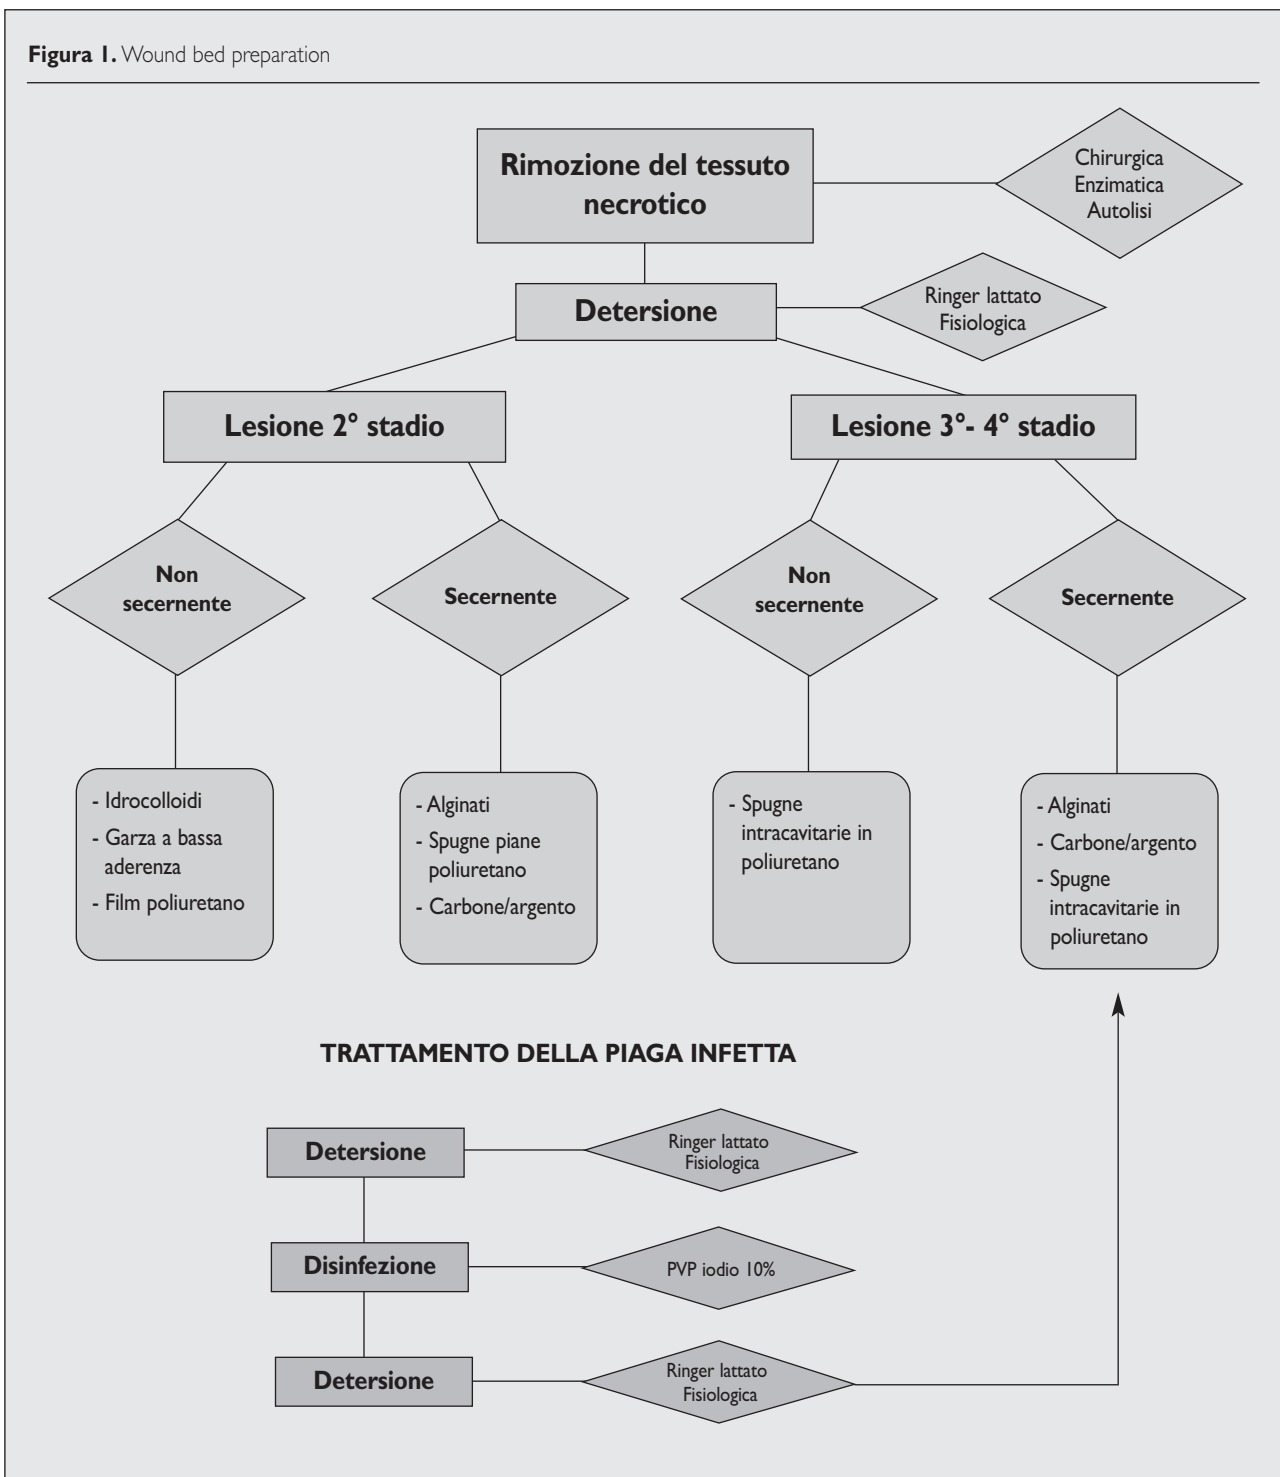 Figura 1. Wound bed preparation
Rimozione del tessuto
necrotico
Chirurgica
Enzimatica
Autolisi
Detersione
Ringer lattato
Fisiologica
Lesione 2° stadio
Lesione 3°- 4° stadio
Non
secernente
Secernente
Non
secernente
Secernente
- Idrocolloidi
- Garza a bassa
aderenza
- Film poliuretano
- Alginati
- Spugne piane
poliuretano
- Carbone/argento
- Spugne
intracavitarie in
poliuretano
- Alginati
- Carbone/argento
- Spugne
intracavitarie in
poliuretano
TRATTAMENTO DELLA PIAGA INFETTA
Detersione
Ringer lattato
Fisiologica
Disinfezione
PVP iodio 10%
Detersione
Ringer lattato
Fisiologica